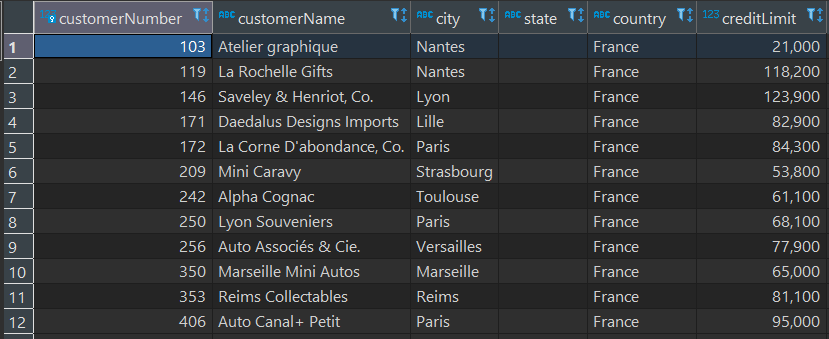 123 customerNumber ABC customerName ABC city ABC state ABC country 123 creditLimit
1 103 Atelier graphique Nantes France 21,000
2 119 La Rochelle Gifts Nantes France 118,200
3 146 Saveley & Henriot, Co. Lyon France 123,900
4 171 Daedalus Designs Imports Lille France 82,900
5 172 La Corne D'abondance, Co. Paris France 84,300
6 209 Mini Caravy Strasbourg France 53,800
7 242 Alpha Cognac Toulouse France 61,100
8 250 Lyon Souveniers Paris France 68,100
9 256 Auto Associés & Cie. Versailles France 77,900
10 350 Marseille Mini Autos Marseille France 65,000
11 353 Reims Collectables Reims France 81,100
12 406 Auto Canal+ Petit Paris France 95,000